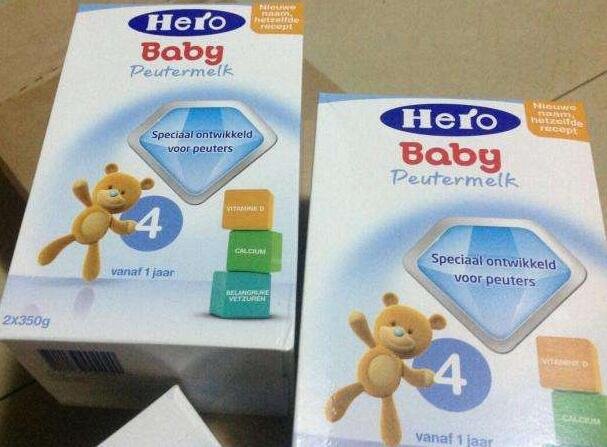 Hero
Nieuwe
naam,
hetzelfde
recept
Baby
Peutermelk
Speciaal ontwikkeld
voor peuters
4
VITAMINE D
CALCIUM
BELANGRIJKE
VETZUREN
vanaf 1 jaar
2x350g
Hero
Nieuwe
naam,
hetzelfde
recept
Baby
Peutermelk
Speciaal ontwikkeld
voor peuters
4
VITAMINE D
CALCIUM
vanaf 1 jaar